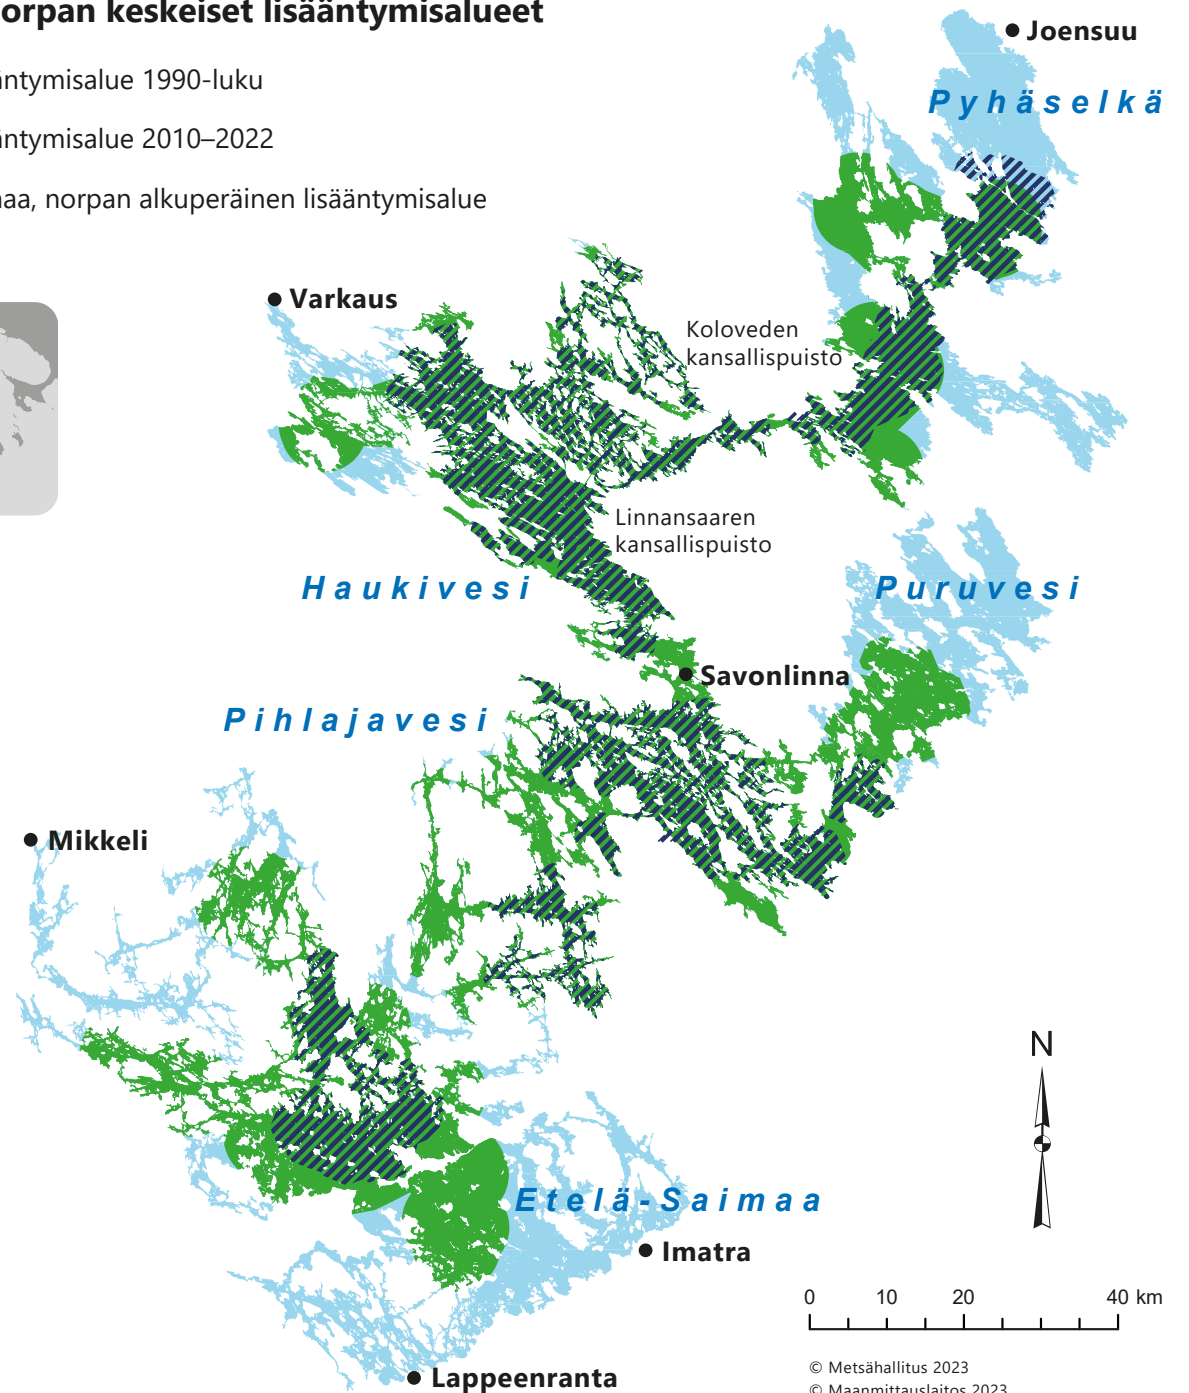 orpan keskeiset lisääntymisalueet
äntymisalue 1990-luku
äntymisalue 2010–2022
aa, norpan alkuperäinen lisääntymisalue
Joensuu
Pyhäselkä
Varkaus
Koloveden
kansallispuisto
Linnansaaren
kansallispuisto
Haukivesi
Puruvesi
Savonlinna
Pihlajavesi
Mikkeli
N
Etelä-Saimaa
Imatra
0 10 20 40 km
Lappeenranta
© Metsähallitus 2023
© Maanmittauslaitos 2023